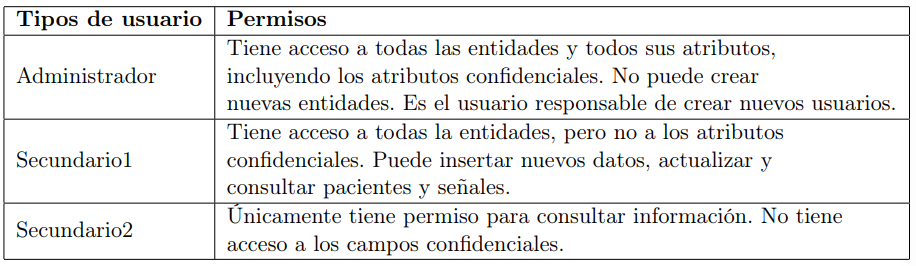 Tipos de usuario Permisos
Administrador
Tiene acceso a todas las entidades y todos sus atributos,
incluyendo los atributos confidenciales. No puede crear
nuevas entidades. Es el usuario responsable de crear nuevos usuarios.
Secundario1
Tiene acceso a todas la entidades, pero no a los atributos
confidenciales. Puede insertar nuevos datos, actualizar y
consultar pacientes y señales.
Secundario2
Únicamente tiene permiso para consultar información. No tiene
acceso a los campos confidenciales.